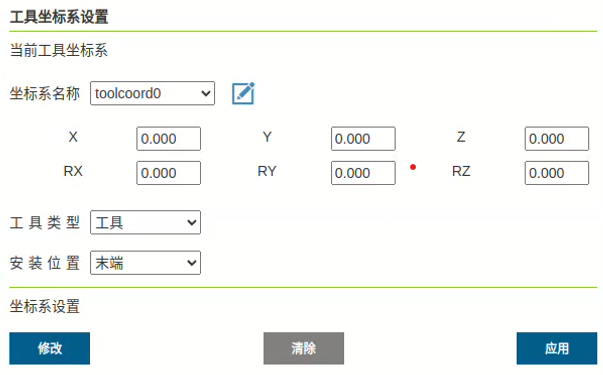 工具坐标系设置
当前工具坐标系
坐标系名称 toolcoord0
X 0.000 Y 0.000 Z 0.000
RX 0.000 RY 0.000 RZ 0.000
工具类型 工具
安装位置 末端
坐标系设置
修改 清除 应用